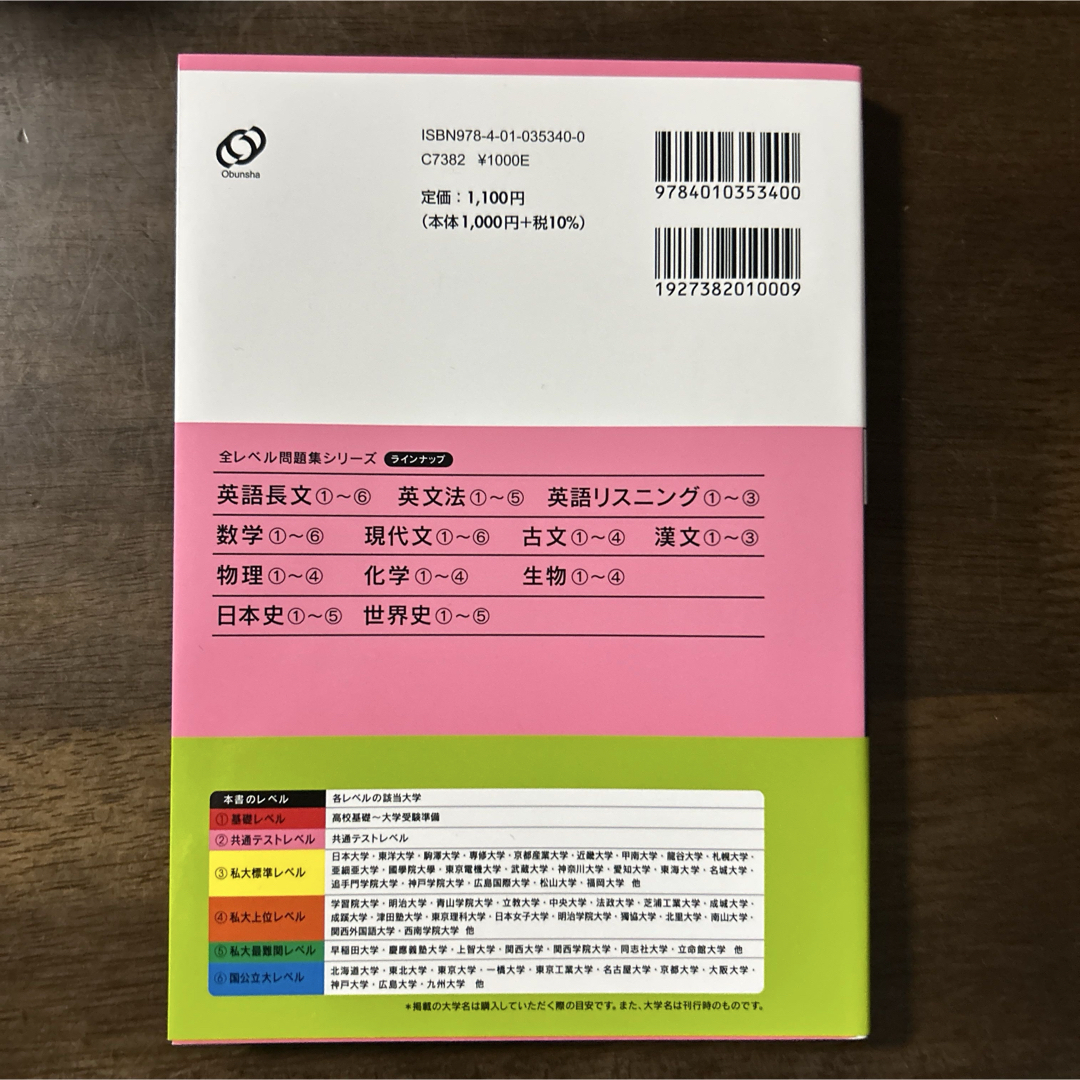 Obunsha
ISBN978-4-01-035340-0
C7382 ¥1000E
定価：1,100円
（本体1,000円＋税10%）
9784010353400
1927382010009
全レベル問題集シリーズ ラインナップ
英語長文①〜⑥ 英文法①〜⑤ 英語リスニング①〜③
数学①〜⑥ 現代文①〜⑥ 古文①〜④ 漢文①〜③
物理①〜④ 化学①〜④ 生物①〜④
日本史①〜⑤ 世界史①〜⑤
本書のレベル 各レベルの該当大学
①基礎レベル 高校基礎〜大学受験準備
②共通テストレベル 共通テストレベル
③私大標準レベル
日本大学・東洋大学・駒澤大学・専修大学・京都産業大学・近畿大学・甲南大学・龍谷大学・札幌大学・
亜細亜大学・國學院大學・東京電機大学・武蔵大学・神奈川大学・愛知大学・東海大学・名城大学・
追手門学院大学・神戸学院大学・広島国際大学・松山大学・福岡大学 他
④私大上位レベル
学習院大学・明治大学・青山学院大学・立教大学・中央大学・法政大学・芝浦工業大学・成城大学・
成蹊大学・津田塾大学・東京理科大学・日本女子大学・明治学院大学・獨協大学・北里大学・南山大学・
関西外国語大学・西南学院大学 他
⑤私大最難関レベル 早稲田大学・慶應義塾大学・上智大学・関西大学・関西学院大学・同志社大学・立命館大学 他
⑥国公立大レベル
北海道大学・東北大学・東京大学・一橋大学・東京工業大学・名古屋大学・京都大学・大阪大学・
神戸大学・広島大学・九州大学 他
＊掲載の大学名は購入していただく際の目安です。また、大学名は刊行時のものです。